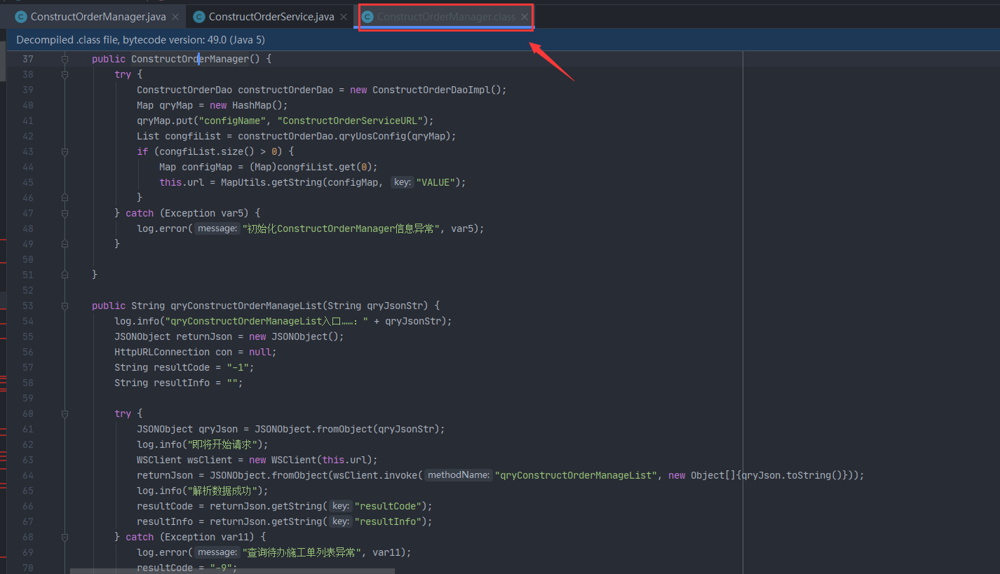 ConstructOrderManager.java
ConstructOrderService.java
ConstructOrderManager.class
Decompiled .class file, bytecode version: 49.0 (Java 5)
37 public ConstructOrderManager() {
38 try {
39 ConstructOrderDao constructOrderDao = new ConstructOrderDaoImpl();
40 Map qryMap = new HashMap();
41 qryMap.put("configName", "ConstructOrderServiceURL");
42 List congfiList = constructOrderDao.qryUosConfig(qryMap);
43 if (congfiList.size() > 0) {
44 Map configMap = (Map)congfiList.get(0);
45 this.url = MapUtils.getString(configMap, key: "VALUE");
46 }
47 } catch (Exception var5) {
48 log.error( message: "初始化ConstructOrderManager信息异常", var5);
49 }
50
51 }
52
53 public String qryConstructOrderManageList(String qryJsonStr) {
54 log.info("qryConstructOrderManageList入口……：" + qryJsonStr);
55 JSONObject returnJson = new JSONObject();
56 HttpURLConnection con = null;
57 String resultCode = "-1";
58 String resultInfo = "";
59
60 try {
61 JSONObject qryJson = JSONObject.fromObject(qryJsonStr);
62 log.info("即将开始请求");
63 WSClient wsClient = new WSClient(this.url);
64 returnJson = JSONObject.fromObject(wsClient.invoke( methodName: "qryConstructOrderManageList", new Object[]{qryJson.toString()}));
65 log.info("解析数据成功");
66 resultCode = returnJson.getString( key: "resultCode");
67 resultInfo = returnJson.getString( key: "resultInfo");
68 } catch (Exception var11) {
69 log.error( message: "查询待办施工单列表异常", var11);
70 resultCode = "-9";